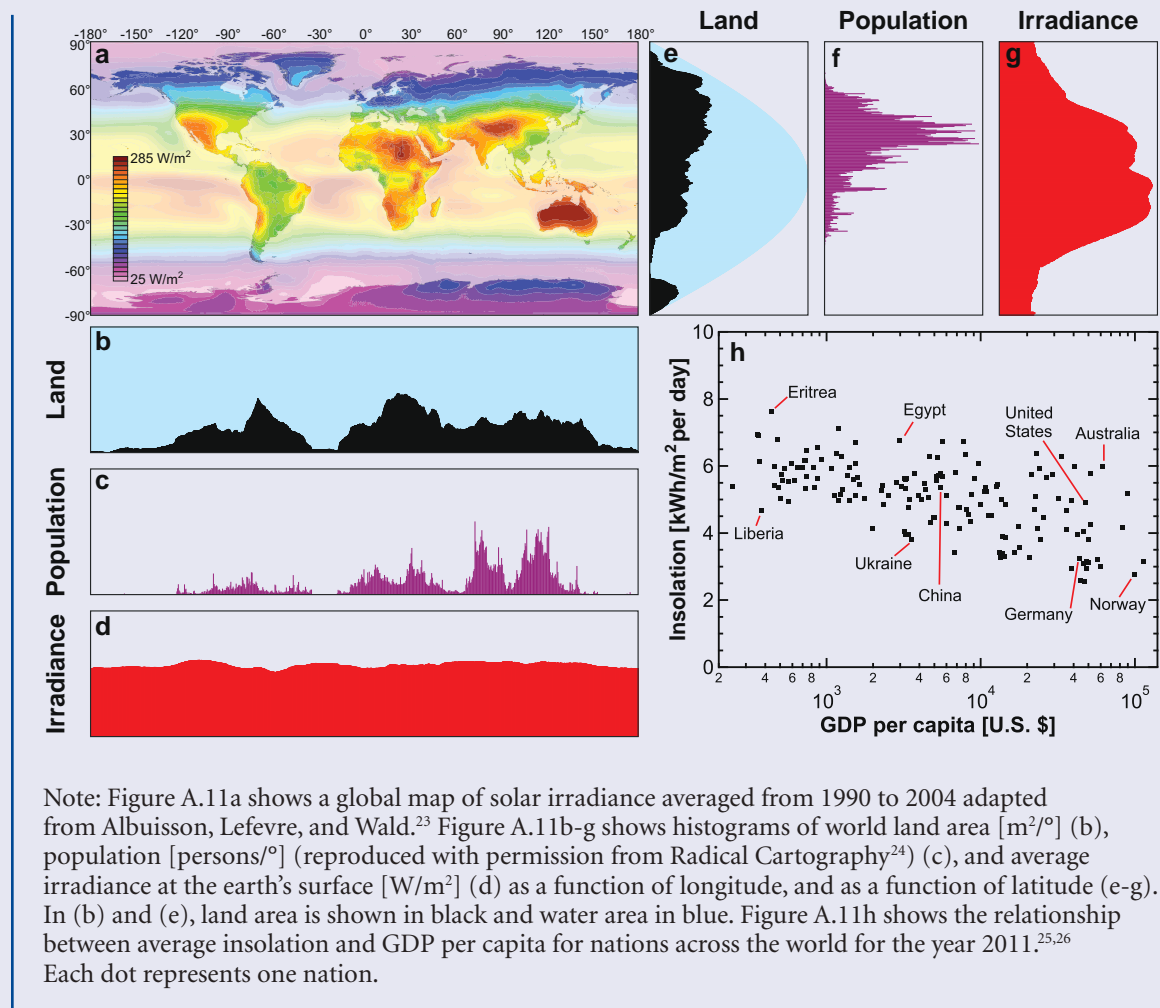 Land Population Irradiance
-180° -150° -120° -90° -60° -30° 0° 30° 60° 90° 120° 150° 180°
90°
60°
30°
0°
-30°
-60°
-90°
a
285 W/m²
25 W/m²
e
f
g
Land
b
Population
c
Irradiance
d
h
Insolation [kWh/m² per day]
10
8
6
4
2
0
Eritrea
Egypt
United
States
Australia
Liberia
Ukraine
China
Germany
Norway
2 4 6 8 2 4 6 8 2 4 6 8
10³ 10⁴ 10⁵
GDP per capita [U.S. $]
Note: Figure A.11a shows a global map of solar irradiance averaged from 1990 to 2004 adapted
from Albuisson, Lefevre, and Wald.²³ Figure A.11b-g shows histograms of world land area [m²/°] (b),
population [persons/°] (reproduced with permission from Radical Cartography²⁴) (c), and average
irradiance at the earth's surface [W/m²] (d) as a function of longitude, and as a function of latitude (e-g).
In (b) and (e), land area is shown in black and water area in blue. Figure A.11h shows the relationship
between average insolation and GDP per capita for nations across the world for the year 2011.²⁵,²⁶
Each dot represents one nation.